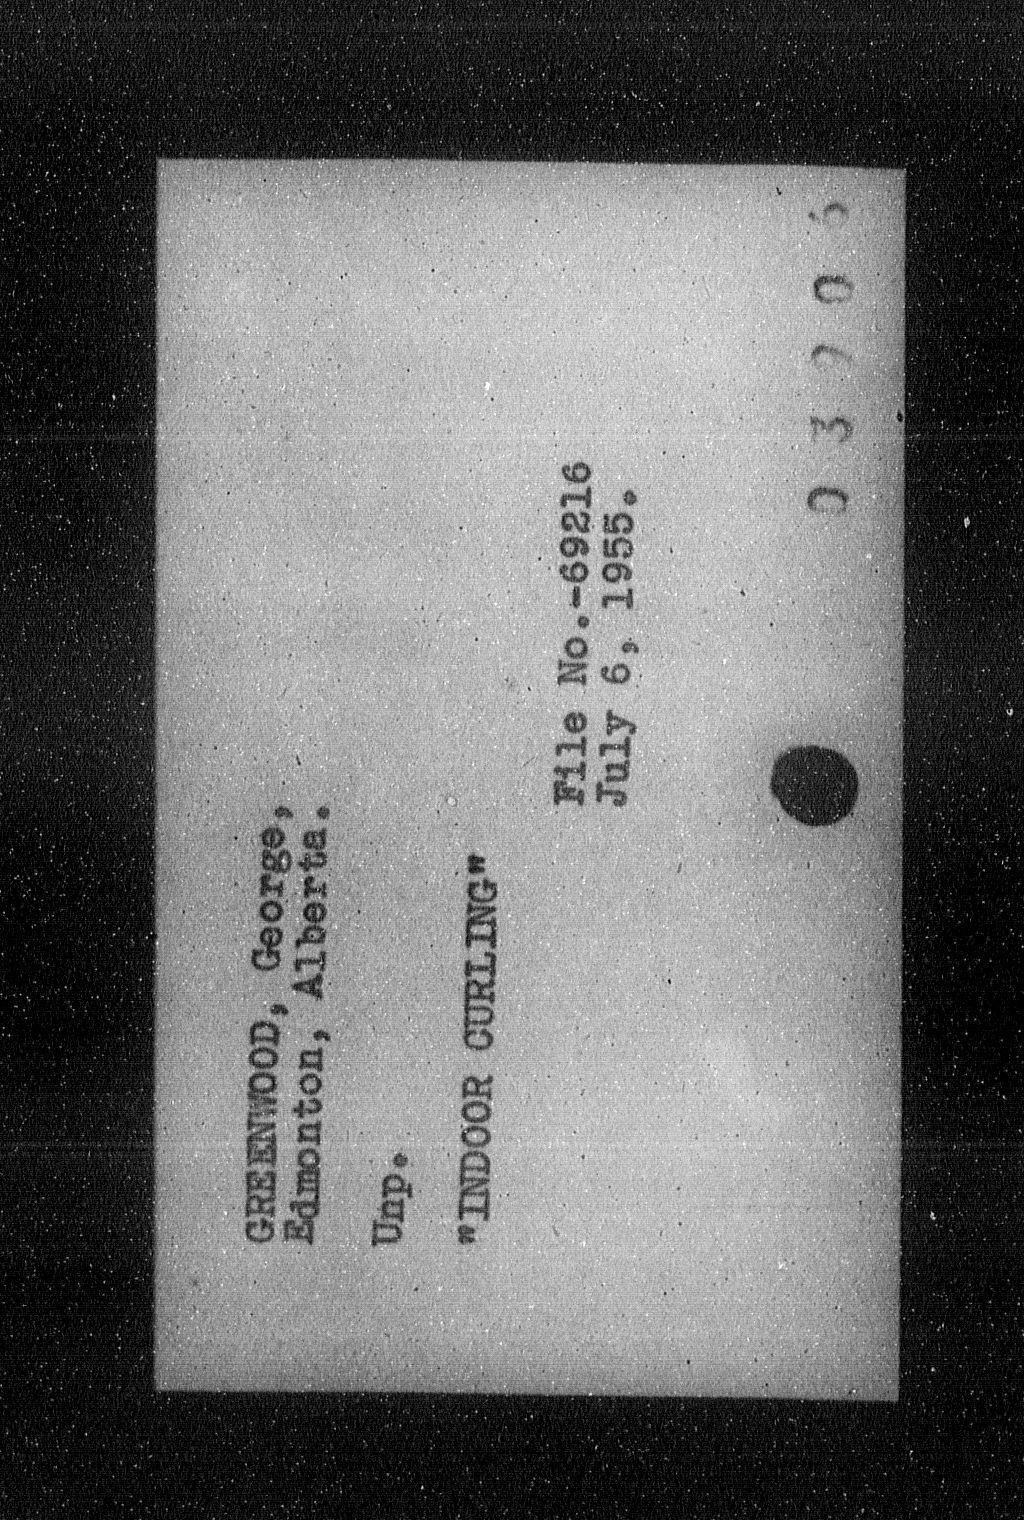 GREENWOOD, George,
Edmonton, Alberta.
Unp.
"INDOOR CURLING"
File No.-69216
July 6, 1955.